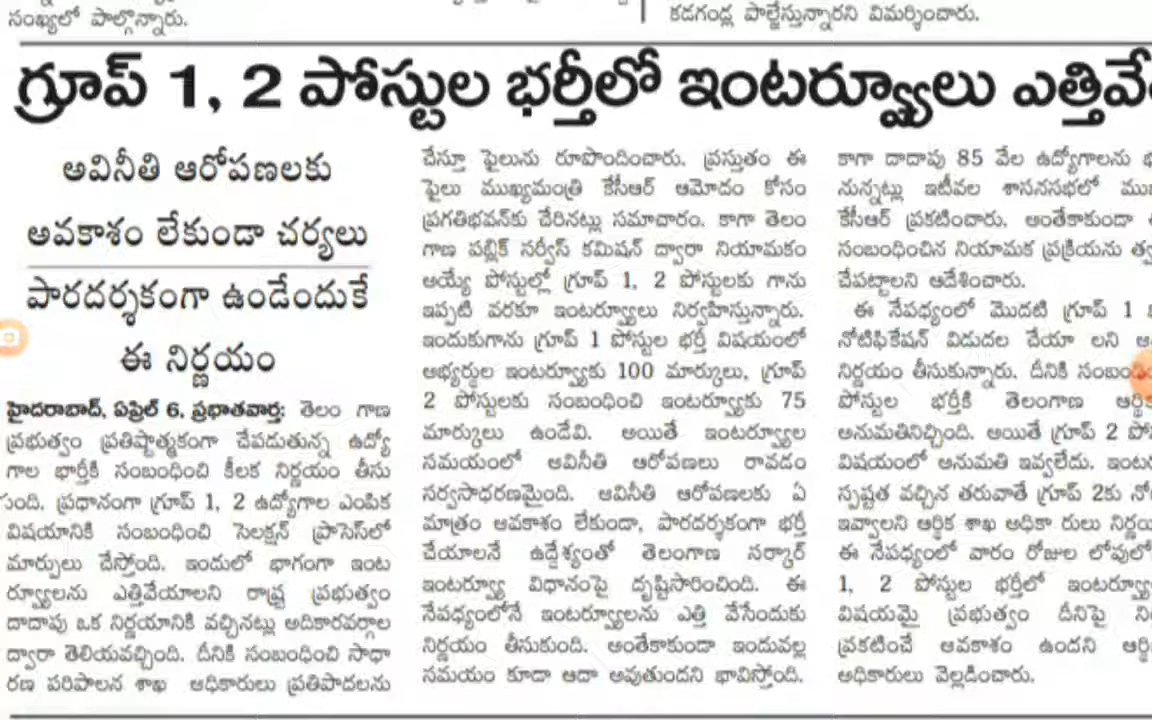 సంఖ్యలో పాల్గొన్నారు.
కడగండ్ల పాల్జేస్తున్నారని విమర్శించారు.
గ్రూప్ 1, 2 పోస్టుల భర్తీలో ఇంటర్వ్యూలు
అవినీతి ఆరోపణలకు
అవకాశం లేకుండా చర్యలు
పారదర్శకంగా ఉండేందుకే
ఈ నిర్ణయం
హైదరాబాద్, ఏప్రిల్ 6, ప్రభాతవార్త: తెలం గాణ
ప్రభుత్వం ప్రతిష్టాత్మకంగా చేపడుతున్న ఉద్యో
గాల భర్తీకి సంబంధించి కీలక నిర్ణయం తీసు
ప్రధానంగా గ్రూప్ 1, 2 ఉద్యోగాల ఎంపిక
విషయానికి సంబంధించి సెలక్షన్ ప్రాసెస్‌లో
మార్పులు చేస్తోంది. ఇందులో భాగంగా ఇంట
ర్వ్యూలను ఎత్తివేయాలని రాష్ట్ర ప్రభుత్వం
దాదాపు ఒక నిర్ణయానికి వచ్చినట్లు అదికారవర్గాల
ద్వారా తెలియవచ్చింది. దీనికి సంబంధించి సాధా
రణ పరిపాలన శాఖ అధికారులు ప్రతిపాదలను
చేస్తూ ఫైలును రూపొందించారు. ప్రస్తుతం ఈ
ఫైలు ముఖ్యమంత్రి కేసీఆర్ ఆమోదం కోసం
ప్రగతిభవన్‌కు చేరినట్లు సమాచారం. కాగా తెలం
గాణ పబ్లిక్ సర్వీస్ కమిషన్ ద్వారా నియామకం
అయ్యే పోస్టుల్లో గ్రూప్ 1, 2 పోస్టులకు గాను
ఇప్పటి వరకూ ఇంటర్వ్యూలు నిర్వహిస్తున్నారు.
ఇందుకుగాను గ్రూప్ 1 పోస్టుల భర్తీ విషయంలో
అభ్యర్థుల ఇంటర్వ్యూకు 100 మార్కులు, గ్రూప్
2 పోస్టులకు సంబంధించి ఇంటర్వ్యూకు 75
మార్కులు ఉండేవి. అయితే ఇంటర్వ్యూల
సమయంలో అవినీతి ఆరోపణలు రావడం
సర్వసాధరణమైంది. అవినీతి ఆరోపణలకు ఏ
మాత్రం ఆవకాశం లేకుండా, పారదర్శకంగా భర్తీ
చేయాలనే ఉద్దేశ్యంతో తెలంగాణ సర్కార్
ఇంటర్వ్యూ విధానంపై దృష్టిసారించింది. ఈ
నేపధ్యంలోనే ఇంటర్వ్యూలను ఎత్తి వేసేందుకు
నిర్ణయం తీసుకుంది. అంతేకాకుండా ఇందువల్ల
సమయం కూడా ఆదా అవుతుందని భావిస్తోంది.
కాగా దాదాపు 85 వేల ఉద్యోగాలను
నున్నట్లు ఇటీవల శాసనసభలో
కేసీఆర్ ప్రకటించారు. అంతేకాకుండా
సంబంధించిన నియామక ప్రక్రియను
చేపట్టాలని ఆదేశించారు.
ఈ నేపధ్యంలో మొదటి గ్రూప్ 1
నోటిఫికేషన్ విడుదల చేయా లని
నిర్ణయం తీసుకున్నారు. దీనికి
పోస్టుల భర్తీకి తెలంగాణ
అనుమతినిచ్చింది. అయితే గ్రూప్ 2
విషయంలో అనుమతి ఇవ్వలేదు.
స్పష్టత వచ్చిన తరువాతే గ్రూప్ 2కు
ఇవ్వాలని ఆర్థిక శాఖ అధికా రులు
ఈ నేపధ్యంలో వారం రోజుల
1, 2 పోస్టుల భర్తీలో
విషయమై ప్రభుత్వం దీనిపై
ప్రకటించే అవకాశం ఉందని
అధికారులు వెల్లడించారు.